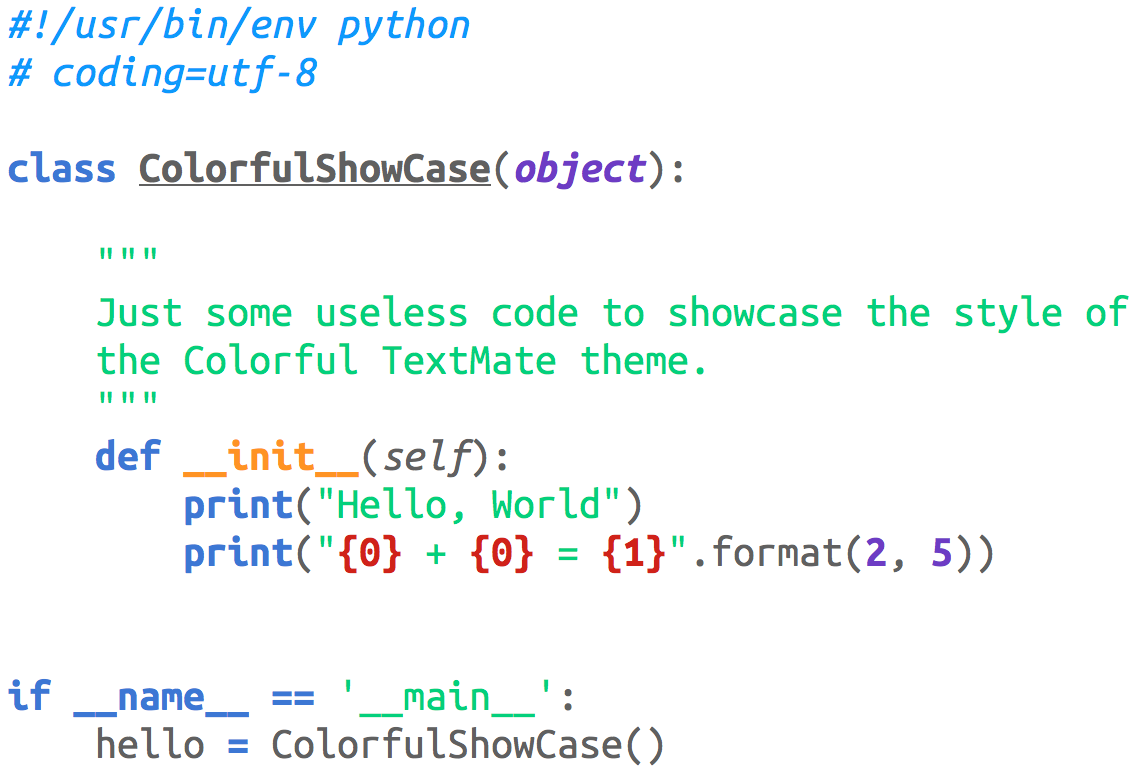 #!/usr/bin/env python
# coding=utf-8

class ColorfulShowCase(object):

    """
    Just some useless code to showcase the style of
    the Colorful TextMate theme.
    """
    def __init__(self):
        print("Hello, World")
        print("{0} + {0} = {1}".format(2, 5))


if __name__ == '__main__':
    hello = ColorfulShowCase()